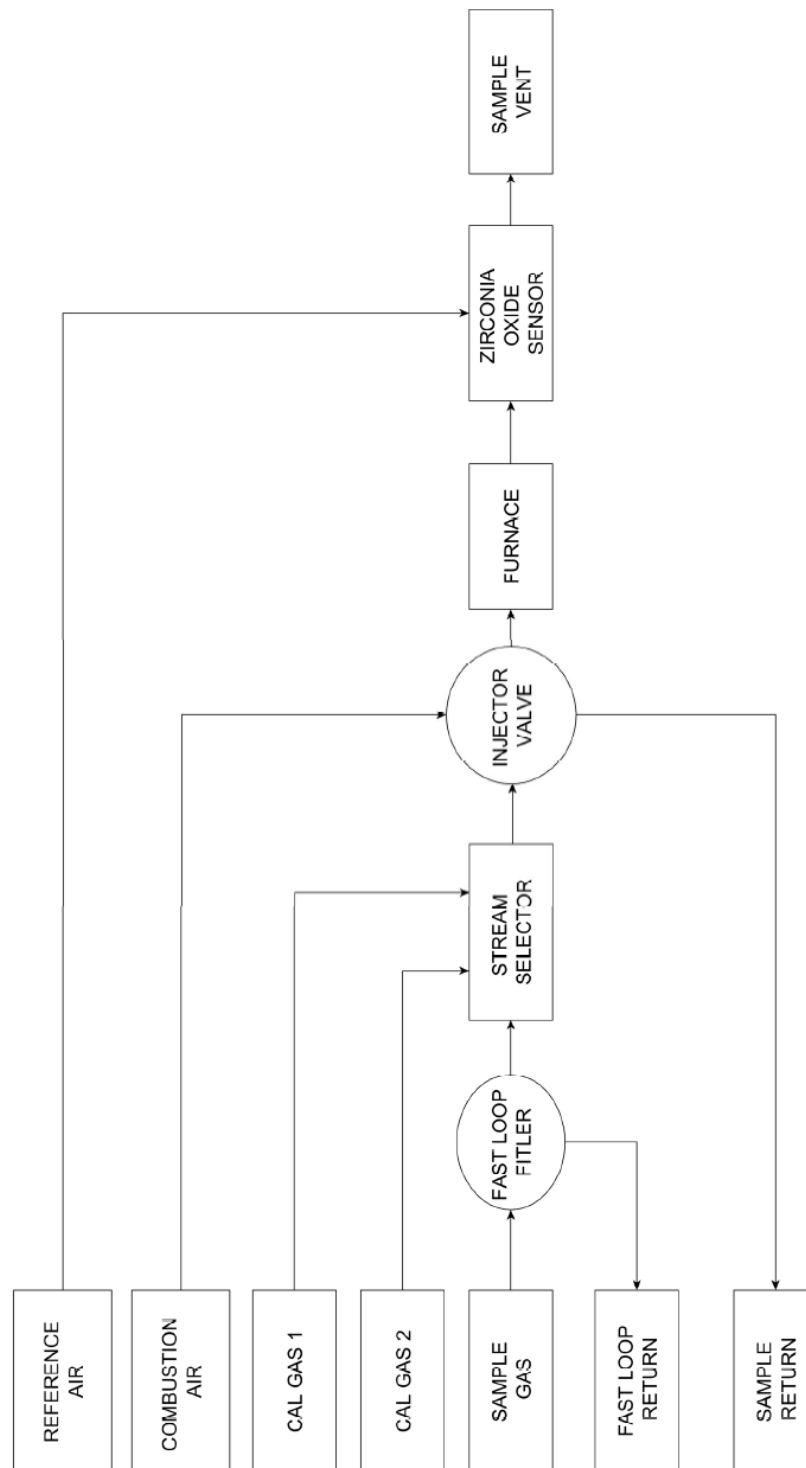 REFERENCE
AIR
COMBUSTION
AIR
CAL GAS 1
CAL GAS 2
SAMPLE
GAS
FAST LOOP
RETURN
SAMPLE
RETURN
FAST LOOP
FITLER
STREAM
SELECTOR
INJECTOR
VALVE
FURNACE
ZIRCONIA
OXIDE
SENSOR
SAMPLE
VENT